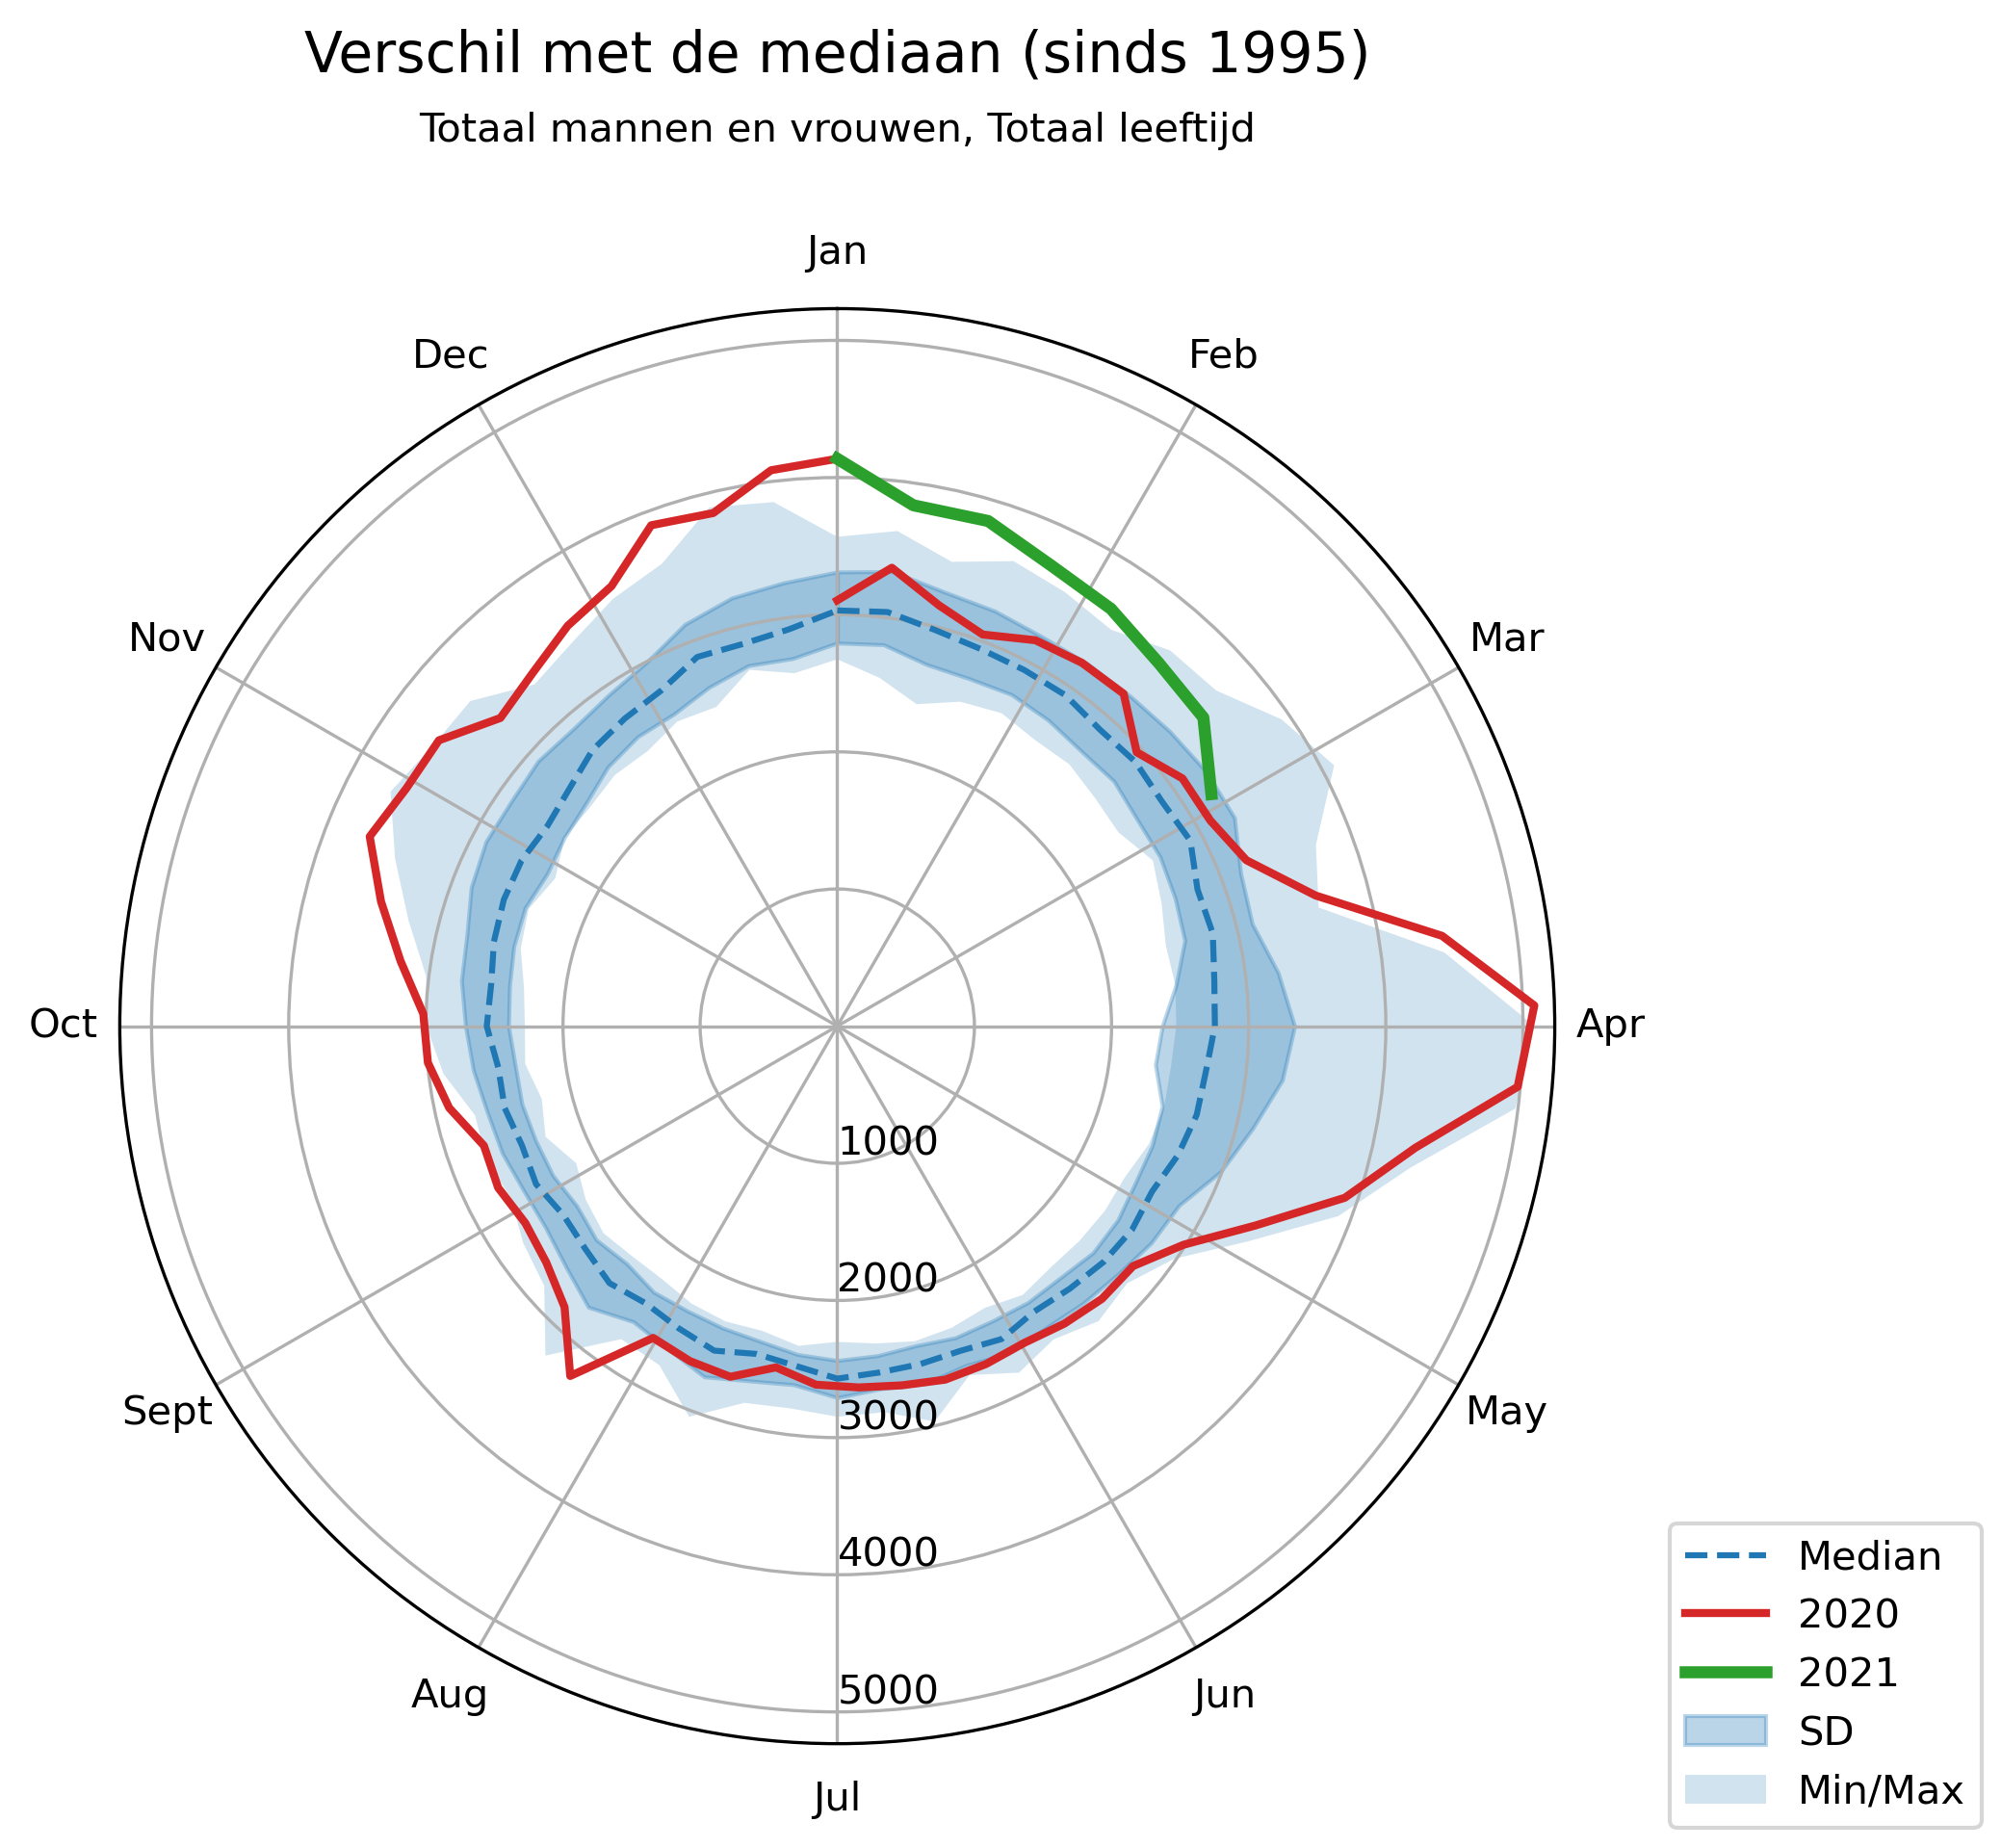 Verschil met de mediaan (sinds 1995)
Totaal mannen en vrouwen, Totaal leeftijd
Jan
Dec
Feb
Nov
Mar
Oct
Apr
1000
2000
3000
Sept
May
4000
5000
Aug
Jun
Jul
Median
2020
2021
SD
Min/Max